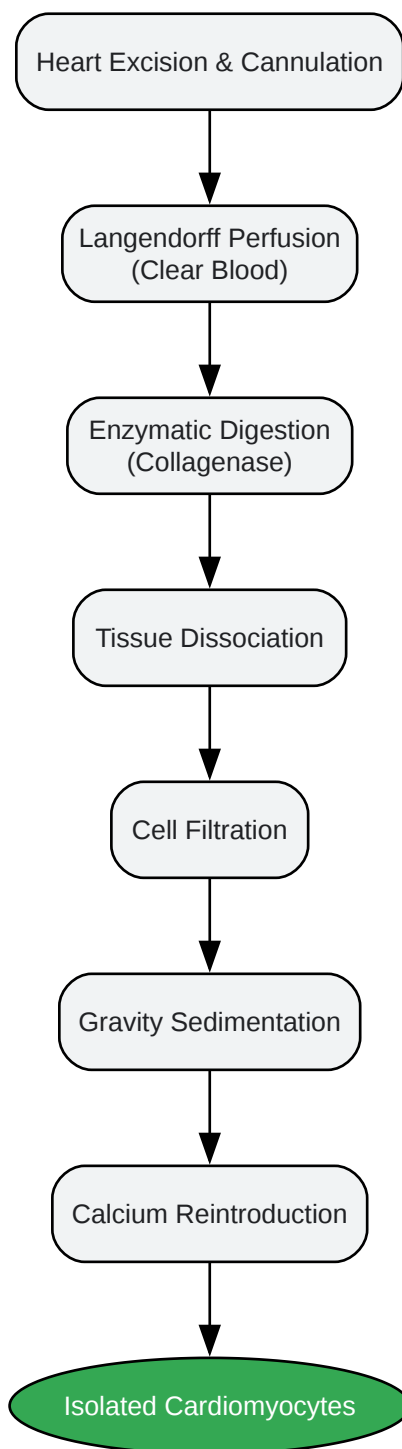 Heart Excision & Cannulation
Langendorff Perfusion
(Clear Blood)
Enzymatic Digestion
(Collagenase)
Tissue Dissociation
Cell Filtration
Gravity Sedimentation
Calcium Reintroduction
Isolated Cardiomyocytes